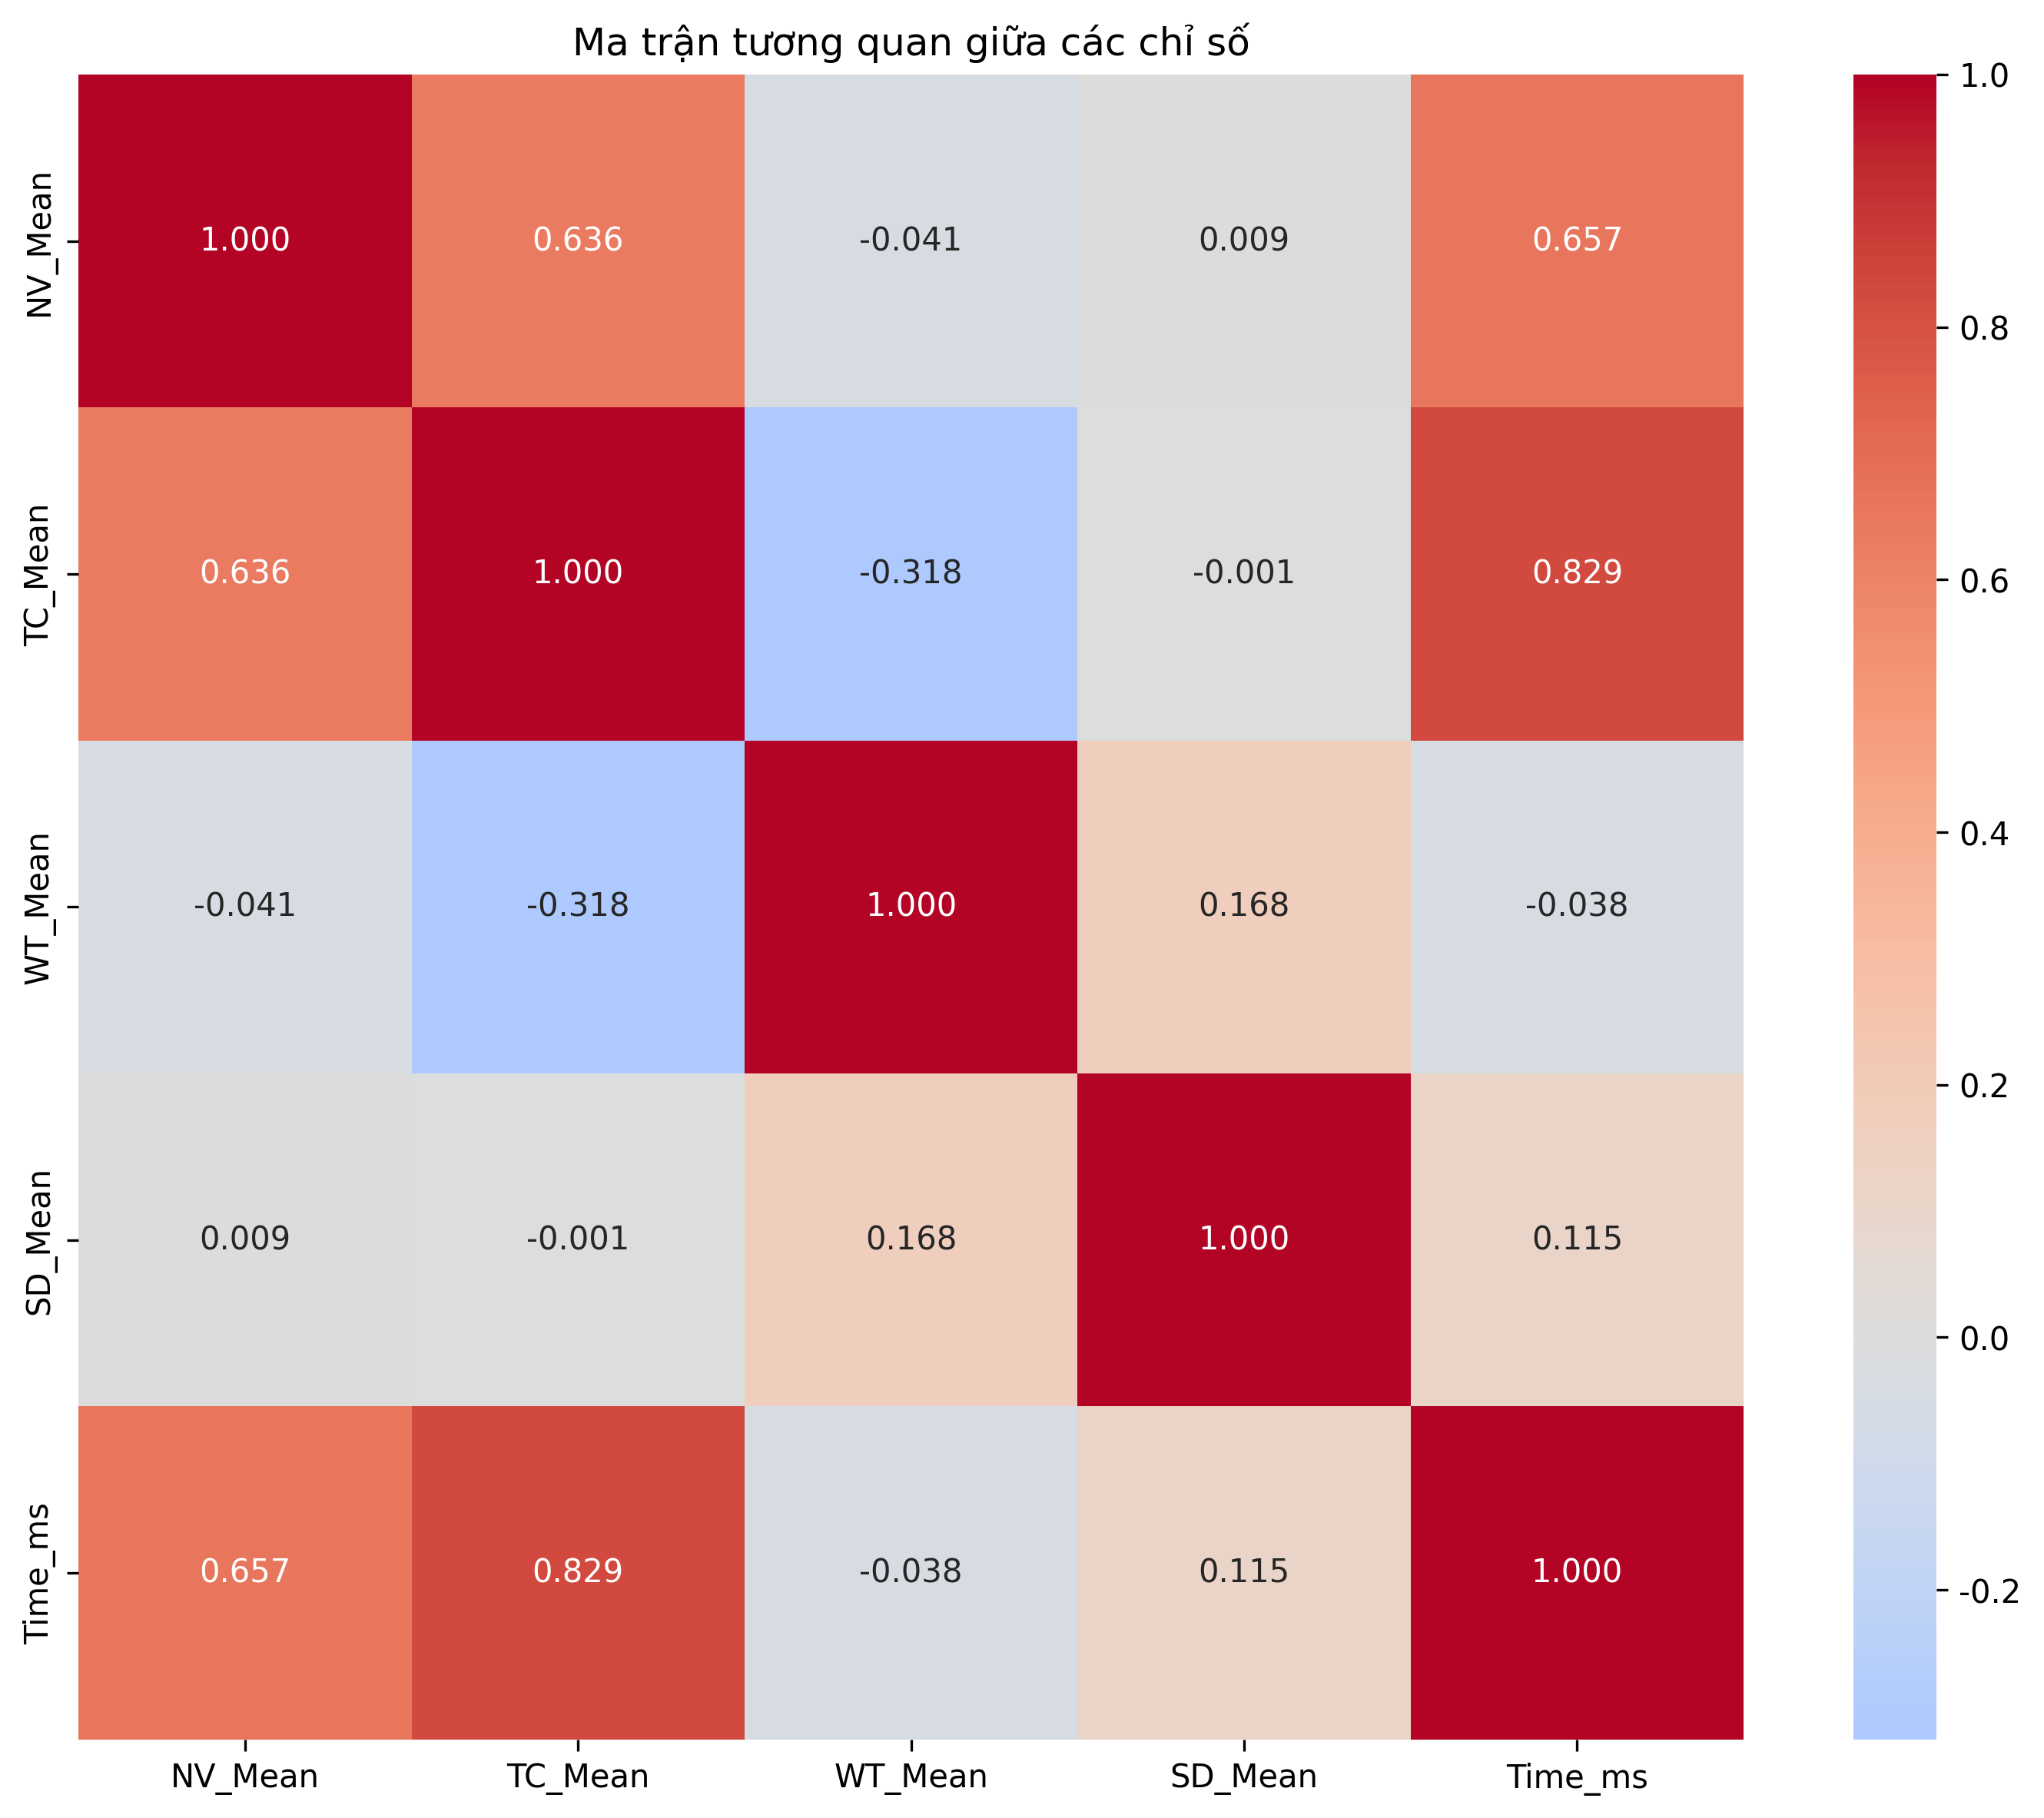 Ma trận tương quan giữa các chỉ số
NV_Mean
1.000 0.636 -0.041 0.009 0.657
TC_Mean
0.636 1.000 -0.318 -0.001 0.829
WT_Mean
-0.041 -0.318 1.000 0.168 -0.038
SD_Mean
0.009 -0.001 0.168 1.000 0.115
Time_ms
0.657 0.829 -0.038 0.115 1.000
NV_Mean TC_Mean WT_Mean SD_Mean Time_ms
1.0
0.8
0.6
0.4
0.2
0.0
-0.2